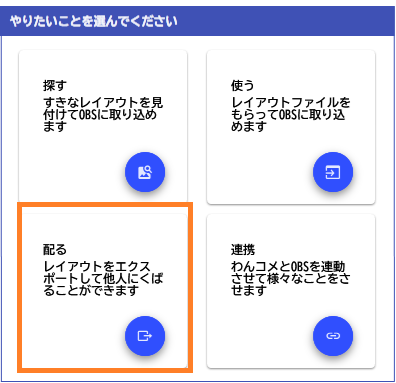 やりたいことを選んでください
探す
すきなレイアウトを見
付けてOBSに取り込め
ます
使う
レイアウトファイルを
もらってOBSに取り込
めます
配る
レイアウトをエクス
ポートして他人にくば
ることができます
連携
わんコメとOBSを連動
させて様々なことをさ
せます